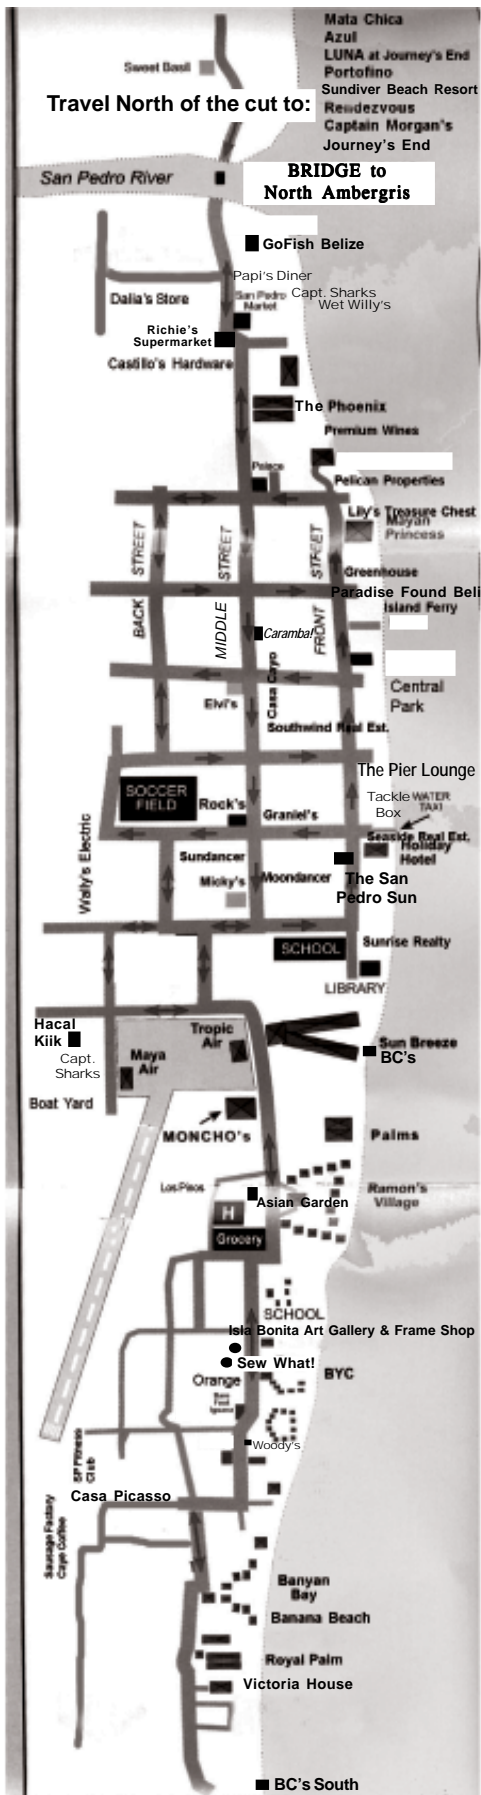 Mata Chica
Azul
LUNA at Journey's End
Portofino
Sundiver Beach Resort
Rendezvous
Captain Morgan's
Journey's End
Sweet Basil
Travel North of the cut to:
San Pedro River
BRIDGE to
North Ambergris
GoFish Belize
Papi's Diner
Dalia's Store
San Pedro
Market
Capt. Sharks
Wet Willy's
Richie's
Supermarket
Castillo's Hardware
The Phoenix
Premium Wines
Palace
Pelican Properties
Lily's Treasure Chest
Mayan
Princess
BACK STREET
MIDDLE STREET
FRONT STREET
Greenhouse
Paradise Found Beli
Island Ferry
Caramba!
Casa Cayo
Elvi's
Central
Park
Southwind Real Est.
The Pier Lounge
SOCCER
FIELD
Rock's
Graniel's
Tackle
Box
WATER
TAXI
Seaside Real Est.
Holiday
Hotel
Wally's Electric
Sundancer
Micky's
Moondancer
The San
Pedro Sun
SCHOOL
Sunrise Realty
LIBRARY
Hacal
Kiik
Capt.
Sharks
Tropic
Air
Maya
Air
Sun Breeze
BC's
Boat Yard
MONCHO's
Palms
Los Pinos
Ramon's
Village
Asian Garden
H
Grocery
SCHOOL
Isla Bonita Art Gallery & Frame Shop
Sew What!
Orange
BYC
Bare
Foot
Iguana
Woody's
SP Fitness
Club
Casa Picasso
Sausage Factory
Caye Coffee
Banyan
Bay
Banana Beach
Royal Palm
Victoria House
BC's South